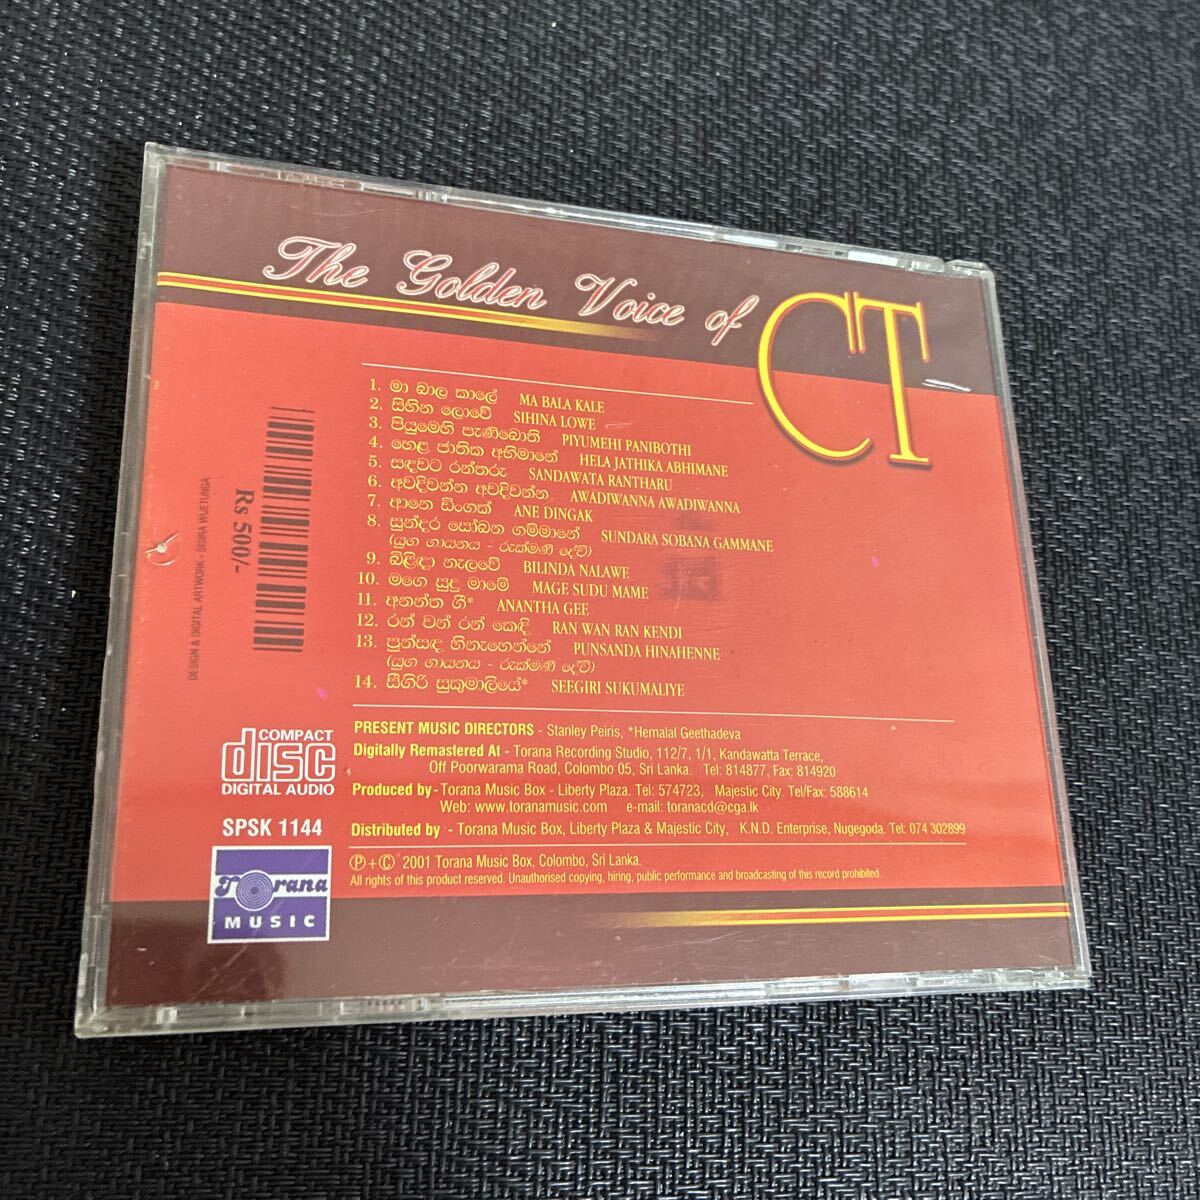 The Golden Voice of CT
1. මා බාල කාලේ MA BALA KALE
2. සිහින ලොවේ SIHINA LOWE
3. පියුමෙහි පැණිබොති PIYUMEHI PANIBOTHI
4. හෙළ ජාතික අභිමානේ HELA JATHIKA ABHIMANE
5. සඳවට රන්තරු SANDAWATA RANTHARU
6. අවදිවන්න අවදිවන්න AWADIWANNA AWADIWANNA
7. ආනෙ ඩිංගක් ANE DINGAK
8. සුන්දර සෝබන ගම්මානේ SUNDARA SOBANA GAMMANE
(යුග ගායනය - රුක්මණී දේවි)
9. බිළිඳා නැලවේ BILINDA NALAWE
10. මගෙ සුදු මාමේ MAGE SUDU MAME
11. අනන්ත ගී* ANANTHA GEE
12. රන් වන් රන් කෙඳි RAN WAN RAN KENDI
13. පුන්සඳ හිනැහෙන්නේ PUNSANDA HINAHENNE
(යුග ගායනය - රුක්මණී දේවි)
14. සීගිරි සුකුමාලියේ* SEEGIRI SUKUMALIYE
PRESENT MUSIC DIRECTORS - Stanley Peiris, *Hemalal Geethadeva
Digitally Remastered At - Torana Recording Studio, 112/7, 1/1, Kandawatta Terrace,
Off Poorwarama Road, Colombo 05, Sri Lanka. Tel: 814877, Fax: 814920
Produced by - Torana Music Box - Liberty Plaza. Tel: 574723, Majestic City. Tel/Fax: 588614
Web: www.toranamusic.com e-mail: toranacd@cga.lk
Distributed by - Torana Music Box, Liberty Plaza & Majestic City, K.N.D. Enterprise, Nugegoda. Tel: 074 302899
Ⓟ+© 2001 Torana Music Box, Colombo, Sri Lanka.
All rights of this product reserved. Unauthorised copying, hiring, public performance and broadcasting of this record prohibited.
Rs 500/-
DESIGN & DIGITAL ARTWORK - SISIRA WIJETUNGA
COMPACT
disc
DIGITAL AUDIO
SPSK 1144
Torana
MUSIC